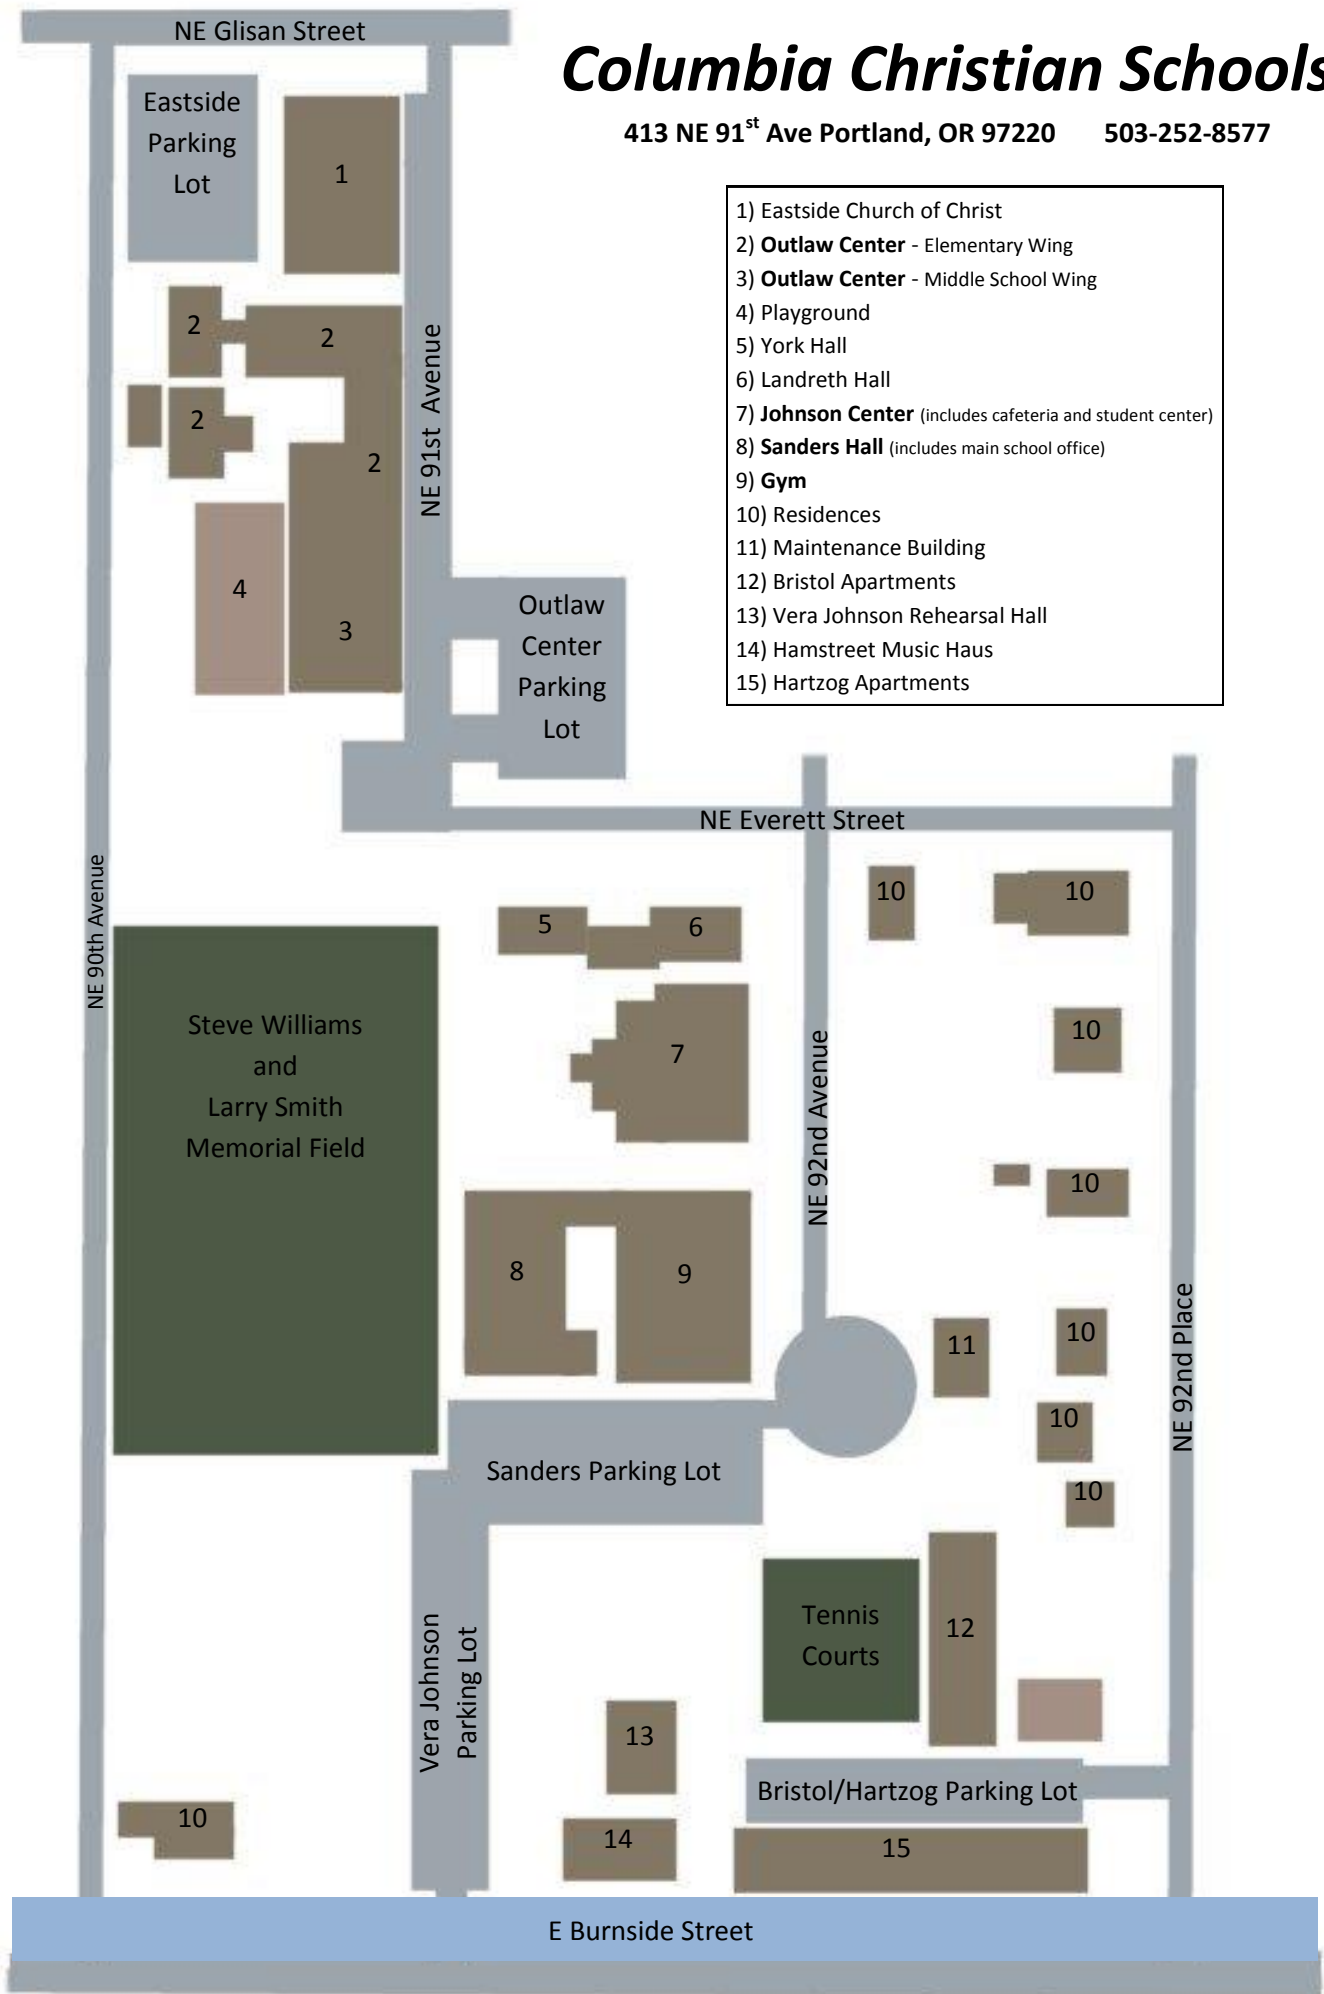 NE Glisan Street
Columbia Christian Schools
413 NE 91st Ave Portland, OR 97220 503-252-8577
Eastside
Parking
Lot
1
1) Eastside Church of Christ
2) Outlaw Center - Elementary Wing
3) Outlaw Center - Middle School Wing
4) Playground
5) York Hall
6) Landreth Hall
7) Johnson Center (includes cafeteria and student center)
8) Sanders Hall (includes main school office)
9) Gym
10) Residences
11) Maintenance Building
12) Bristol Apartments
13) Vera Johnson Rehearsal Hall
14) Hamstreet Music Haus
15) Hartzog Apartments
2
2
2
2
NE 91st Avenue
4
3
Outlaw
Center
Parking
Lot
NE Everett Street
NE 90th Avenue
5
6
10
10
Steve Williams
and
Larry Smith
Memorial Field
7
10
NE 92nd Avenue
10
8
9
11
10
NE 92nd Place
10
10
Sanders Parking Lot
Vera Johnson
Parking Lot
Tennis
Courts
12
13
Bristol/Hartzog Parking Lot
10
14
15
E Burnside Street